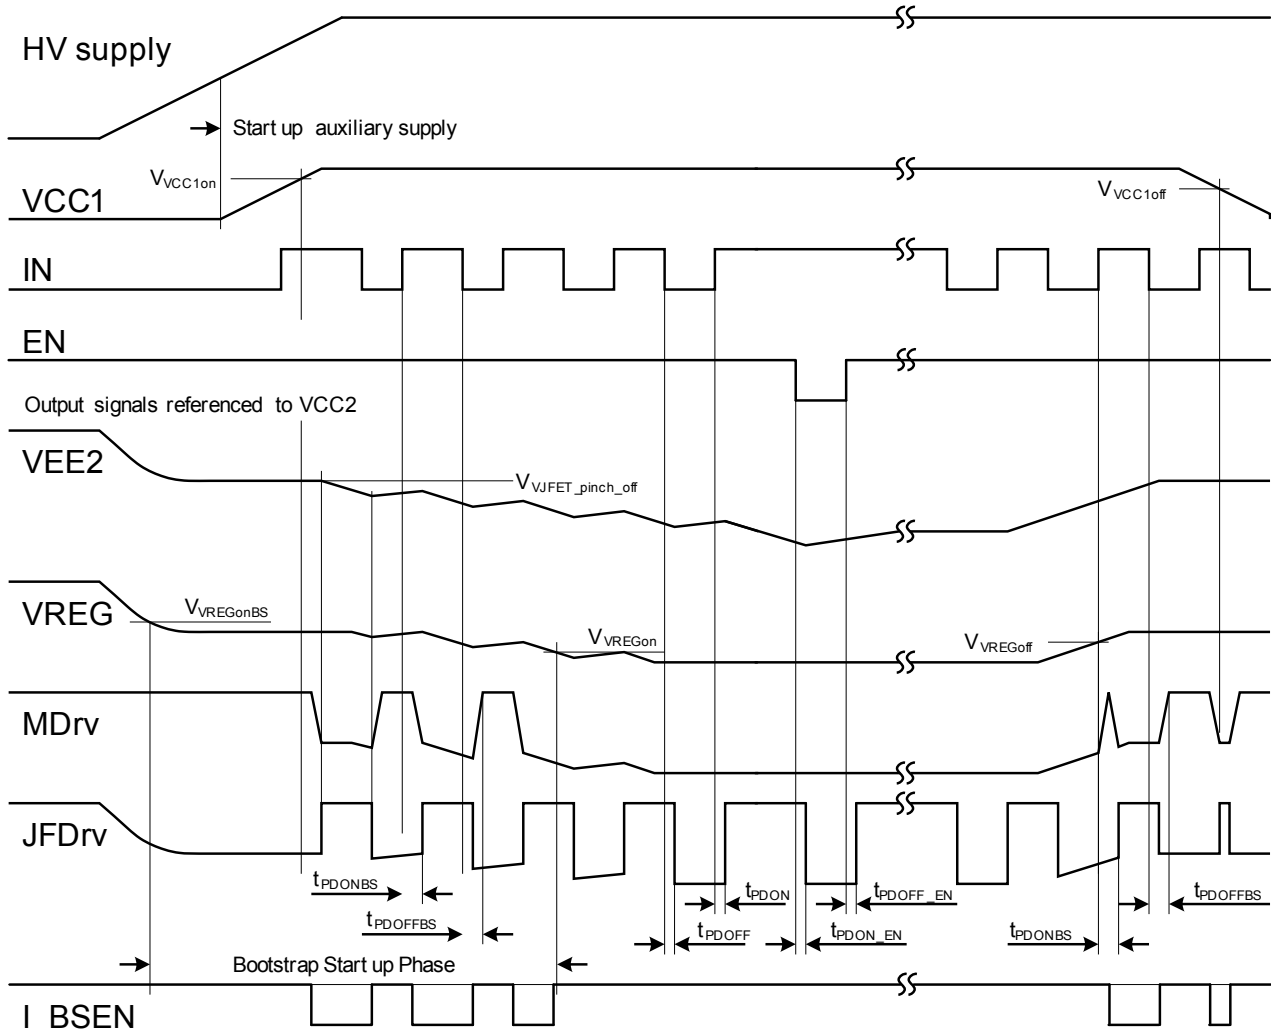 HV supply
Start up auxiliary supply
VVCC1on
VCC1
VVCC1off
IN
EN
Output signals referenced to VCC2
VEE2
VVJFET_pinch_off
VREG
VVREGonBS
VVREGon
VVREGoff
MDrv
JFDrv
tPDONBS
tPDON
tPDOFF_EN
tPDOFFBS
tPDOFFBS
tPDOFF
tPDON_EN
tPDONBS
Bootstrap Start up Phase
I_BSEN